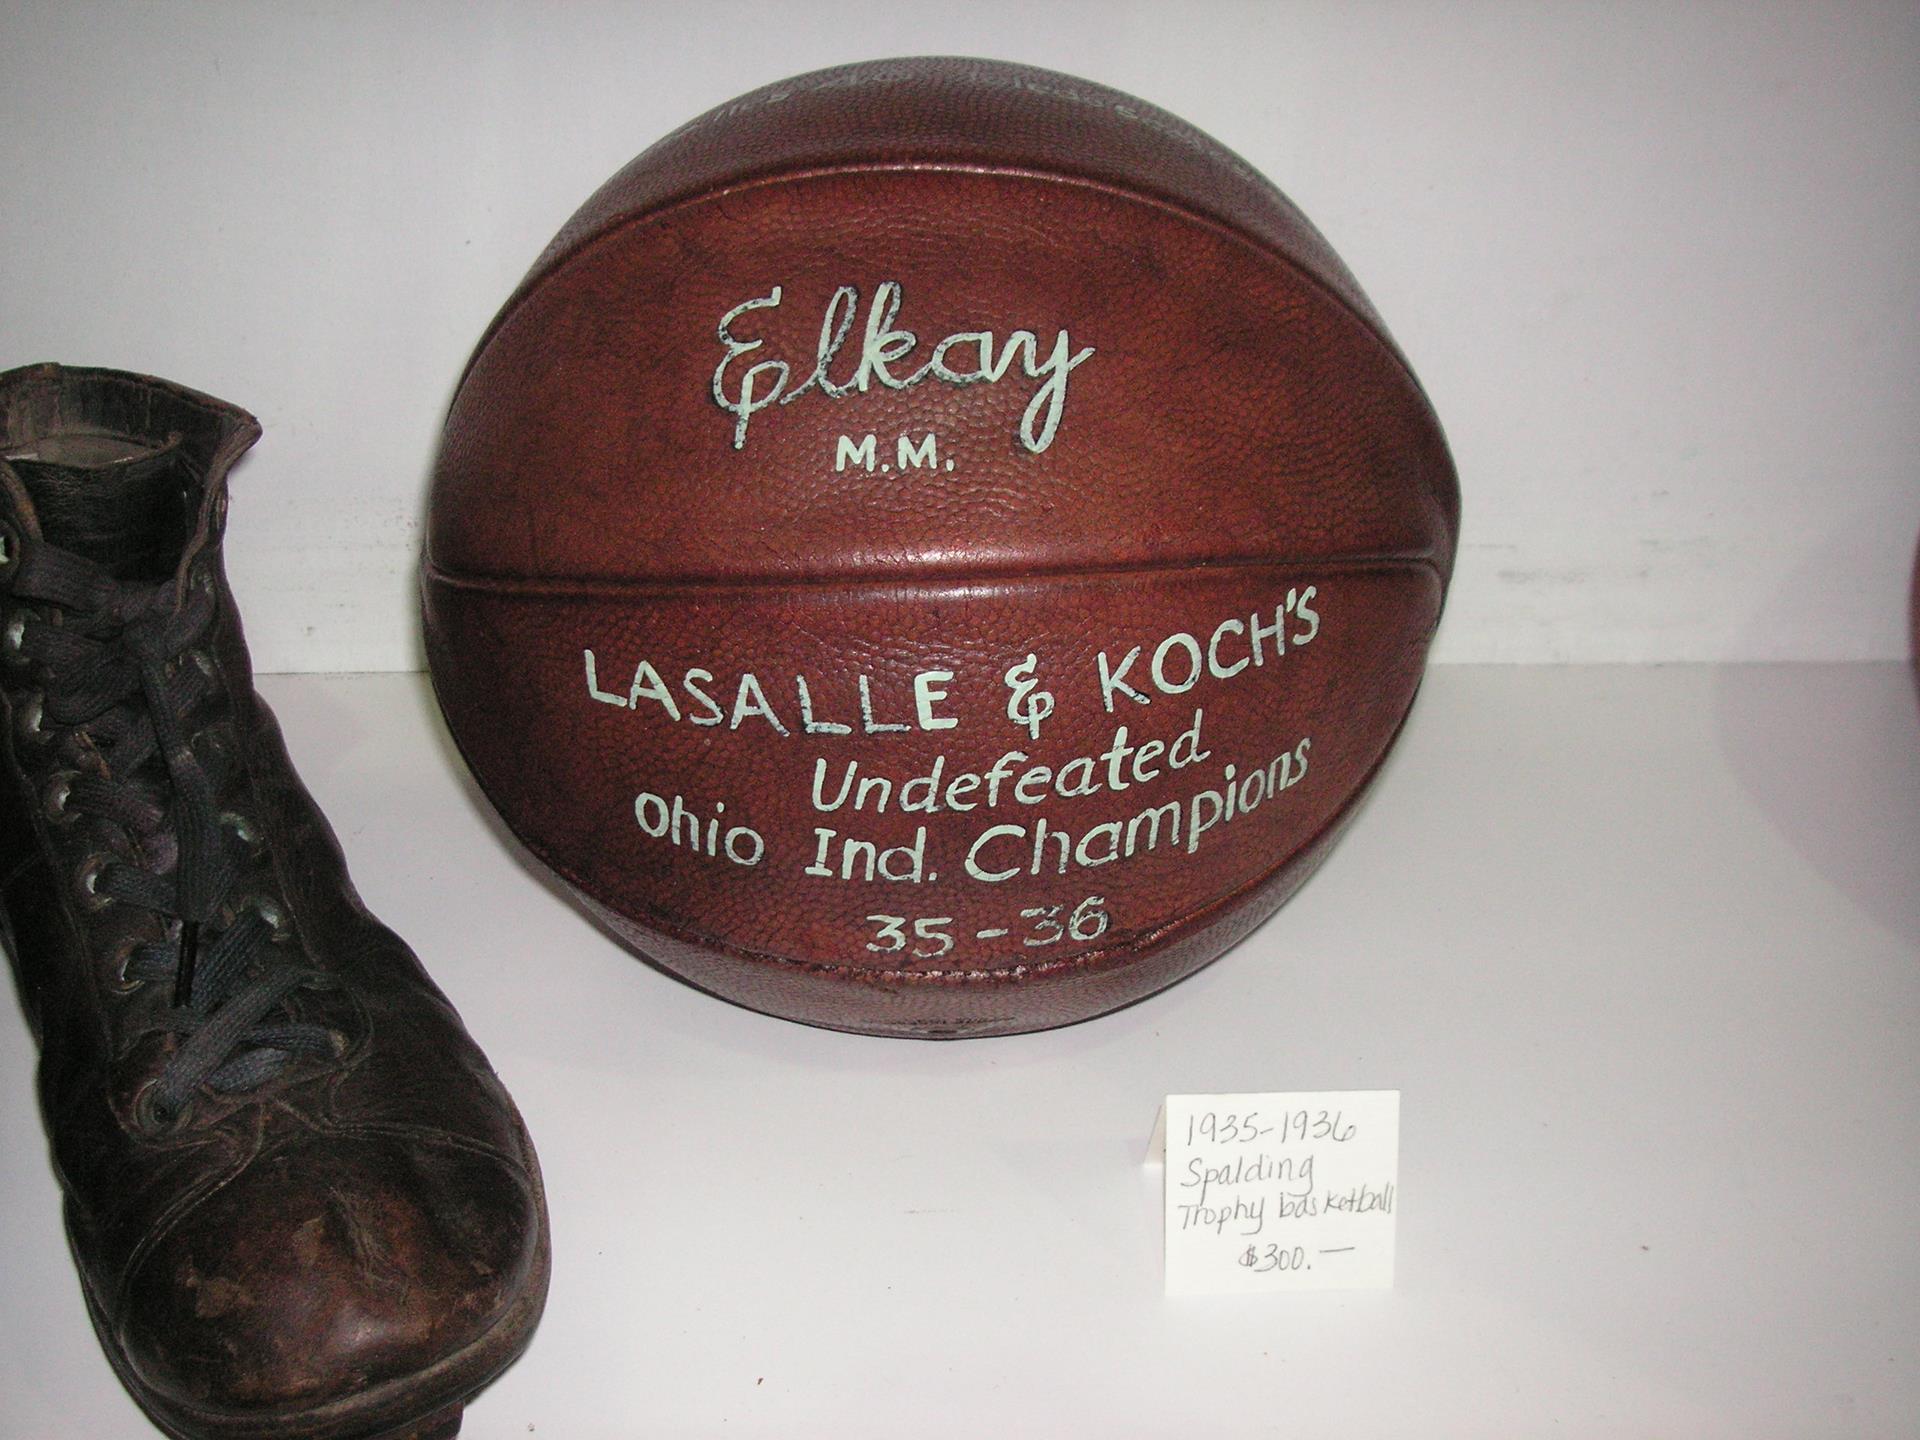 Elkay
M.M.
LASALLE & KOCH'S
Undefeated
Ohio Ind. Champions
35-36
1935-1936
Spalding
Trophy basketball
$300.—